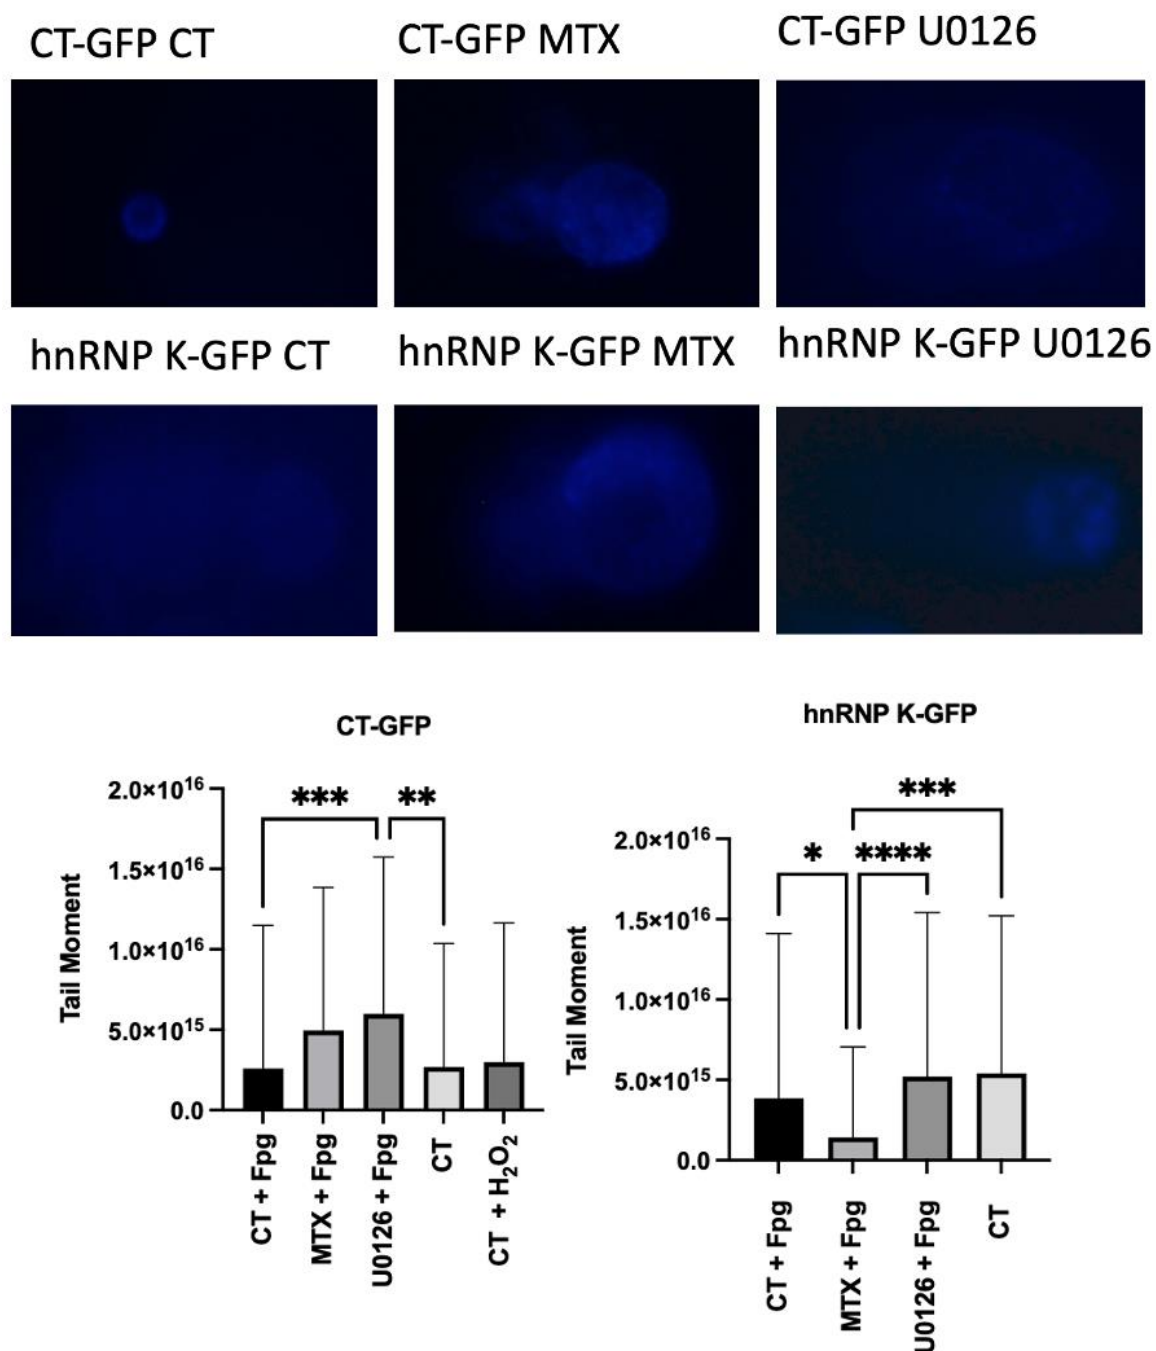 CT-GFP CT
CT-GFP MTX
CT-GFP U0126
hnRNP K-GFP CT
hnRNP K-GFP MTX
hnRNP K-GFP U0126
CT-GFP
Tail Moment
2.0×10¹⁶
1.5×10¹⁶
1.0×10¹⁶
5.0×10¹⁵
0.0
*** **
CT + Fpg
MTX + Fpg
U0126 + Fpg
CT
CT + H₂O₂
hnRNP K-GFP
Tail Moment
2.0×10¹⁶
1.5×10¹⁶
1.0×10¹⁶
5.0×10¹⁵
0.0
***
* ****
CT + Fpg
MTX + Fpg
U0126 + Fpg
CT